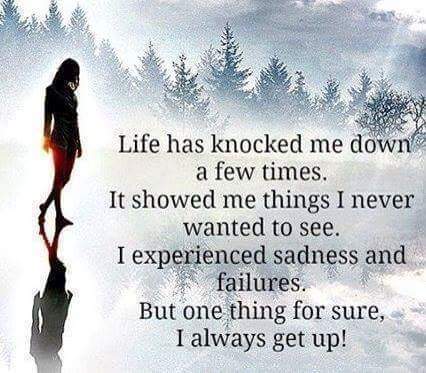 Life has knocked me down
a few times.
It showed me things I never
wanted to see.
I experienced sadness and
failures.
But one thing for sure,
I always get up!